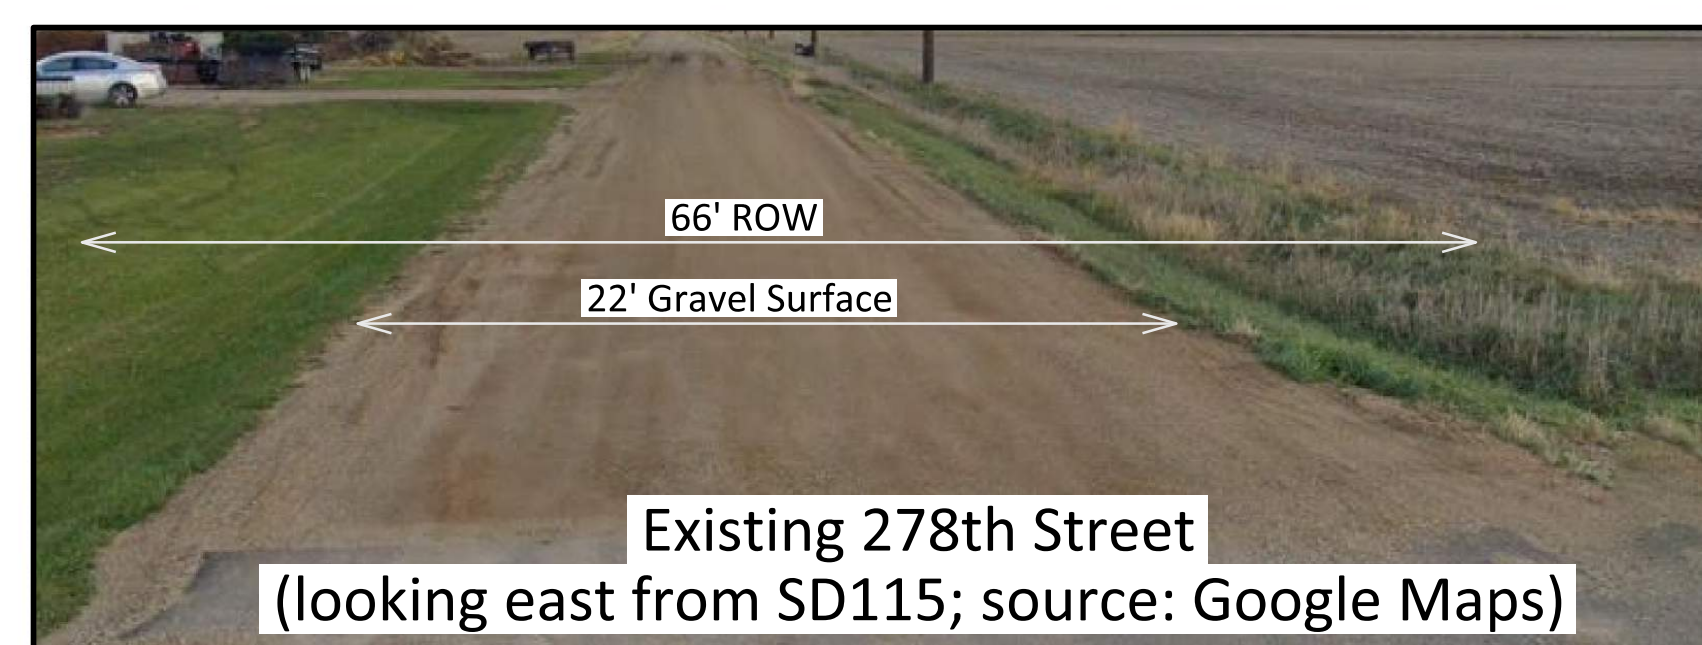 66' ROW
22' Gravel Surface
Existing 278th Street
(looking east from SD115; source: Google Maps)